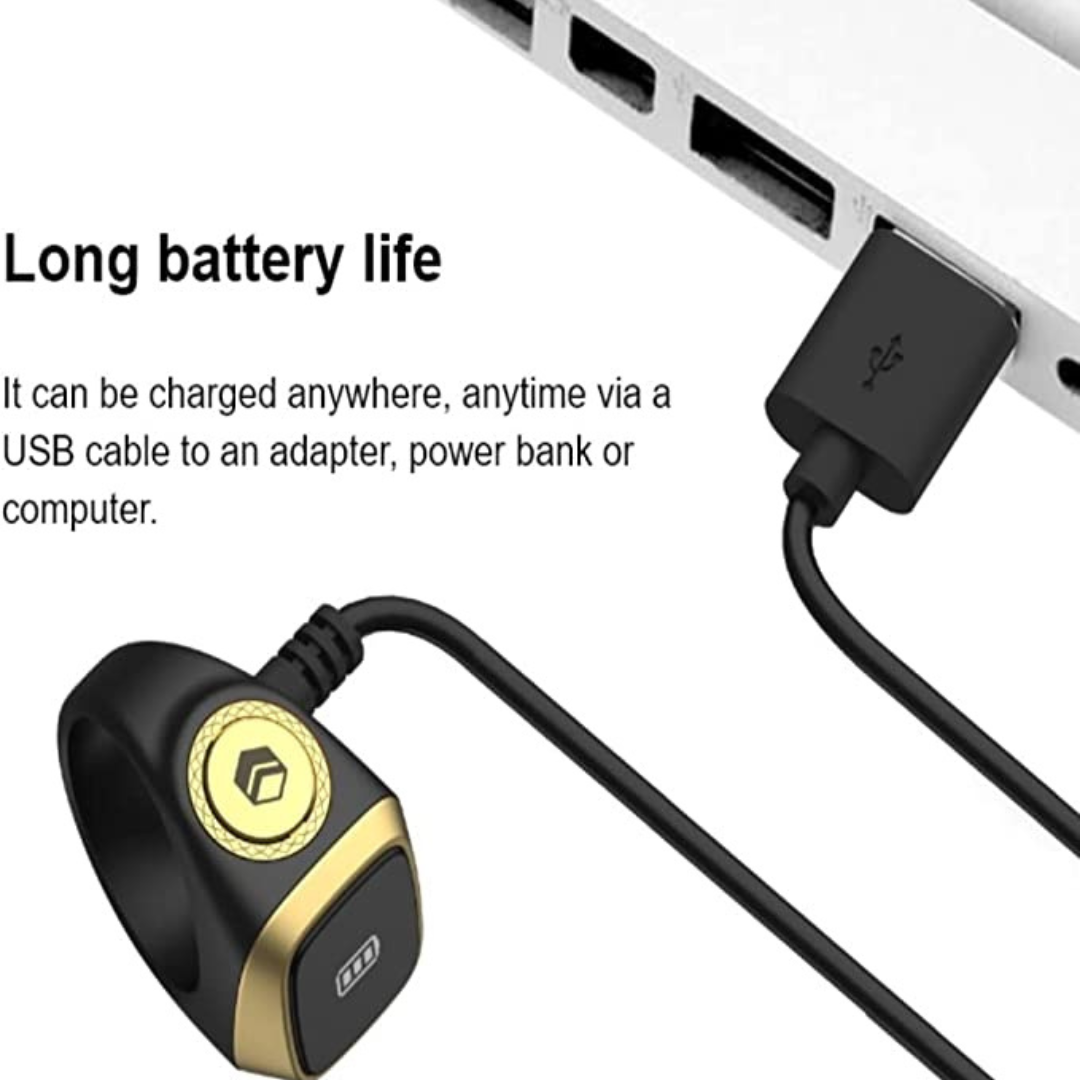 Long battery life
It can be charged anywhere, anytime via a
USB cable to an adapter, power bank or
computer.